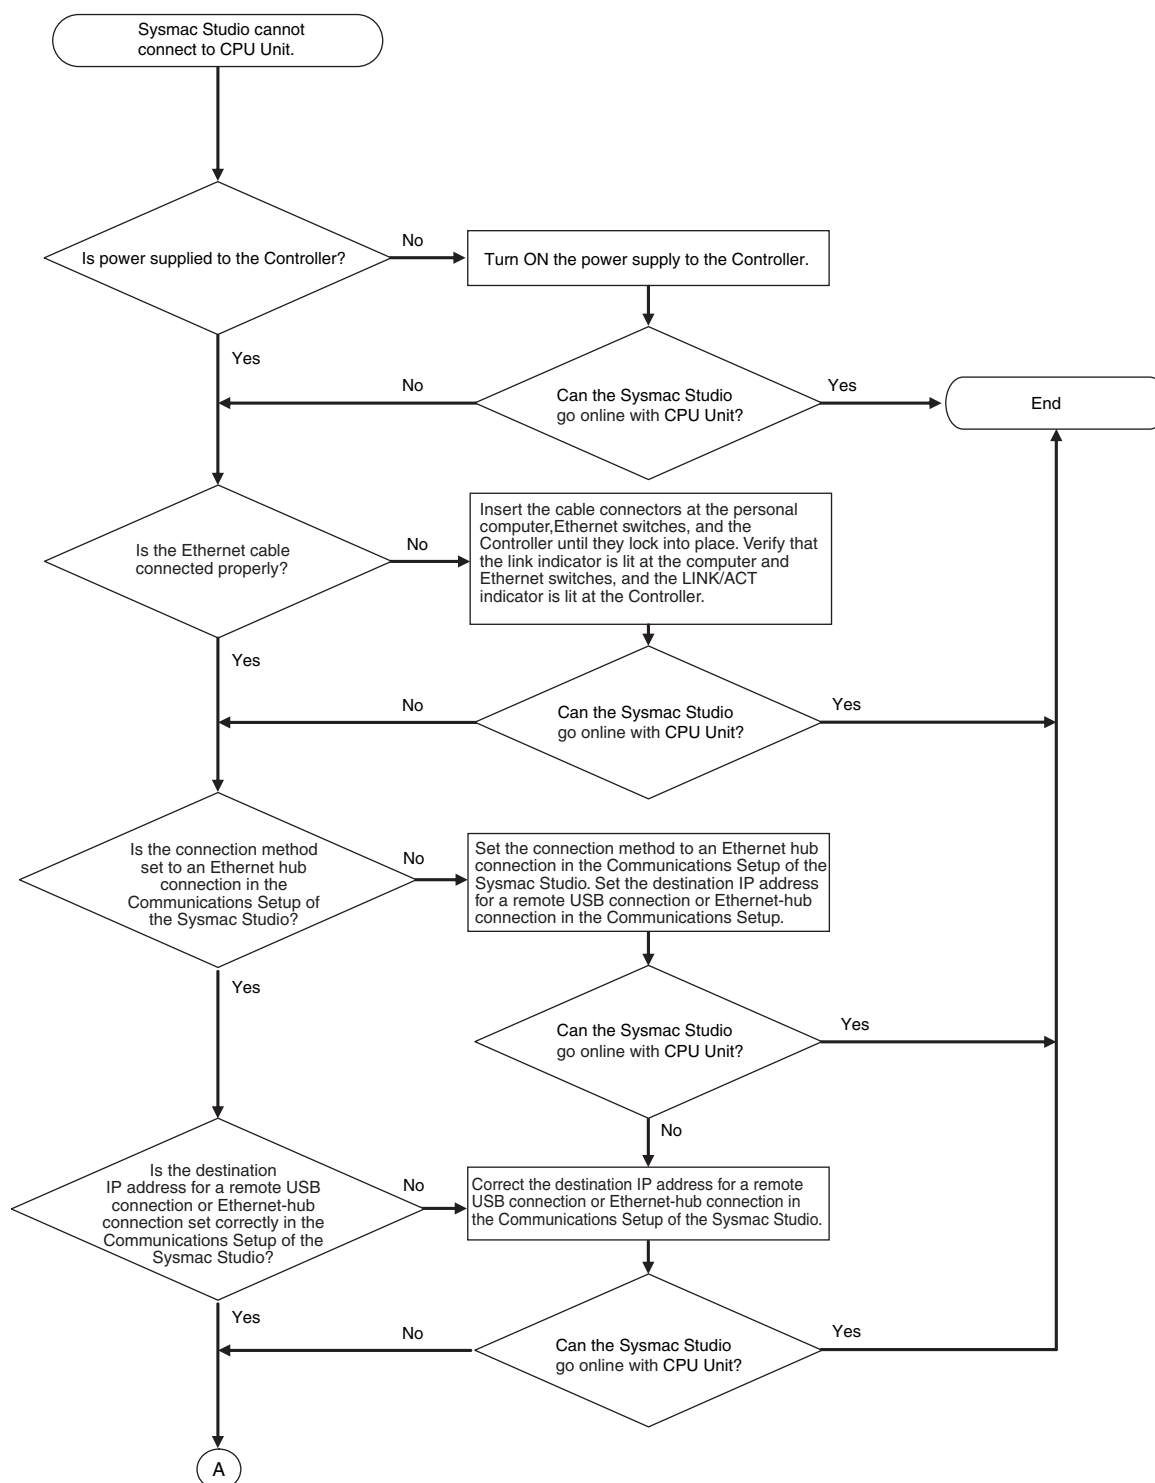 Sysmac Studio cannot
connect to CPU Unit.
Is power supplied to the Controller?
No
Turn ON the power supply to the Controller.
Yes
No
Can the Sysmac Studio
go online with CPU Unit?
Yes
End
Is the Ethernet cable
connected properly?
No
Insert the cable connectors at the personal
computer,Ethernet switches, and the
Controller until they lock into place. Verify that
the link indicator is lit at the computer and
Ethernet switches, and the LINK/ACT
indicator is lit at the Controller.
Yes
No
Can the Sysmac Studio
go online with CPU Unit?
Yes
Is the connection method
set to an Ethernet hub
connection in the
Communications Setup of
the Sysmac Studio?
No
Set the connection method to an Ethernet hub
connection in the Communications Setup of the
Sysmac Studio. Set the destination IP address
for a remote USB connection or Ethernet-hub
connection in the Communications Setup.
Yes
Can the Sysmac Studio
go online with CPU Unit?
Yes
No
Is the destination
IP address for a remote USB
connection or Ethernet-hub
connection set correctly in the
Communications Setup of the
Sysmac Studio?
No
Correct the destination IP address for a remote
USB connection or Ethernet-hub connection in
the Communications Setup of the Sysmac Studio.
Yes
No
Can the Sysmac Studio
go online with CPU Unit?
Yes
A